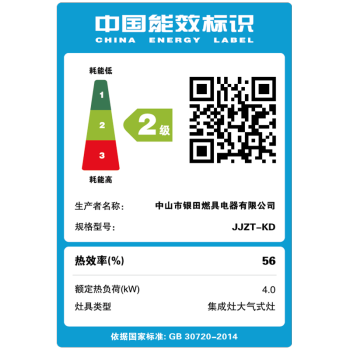 中国能效标识
CHINA ENERGY LABEL
耗能低
1
2
3
2级
耗能高
生产者名称: 中山市银田燃具电器有限公司
规格型号: JJZT-KD
热效率(%) 56
额定热负荷(kW) 4.0
灶具类型 集成灶大气式灶
依据国家标准: GB 30720-2014